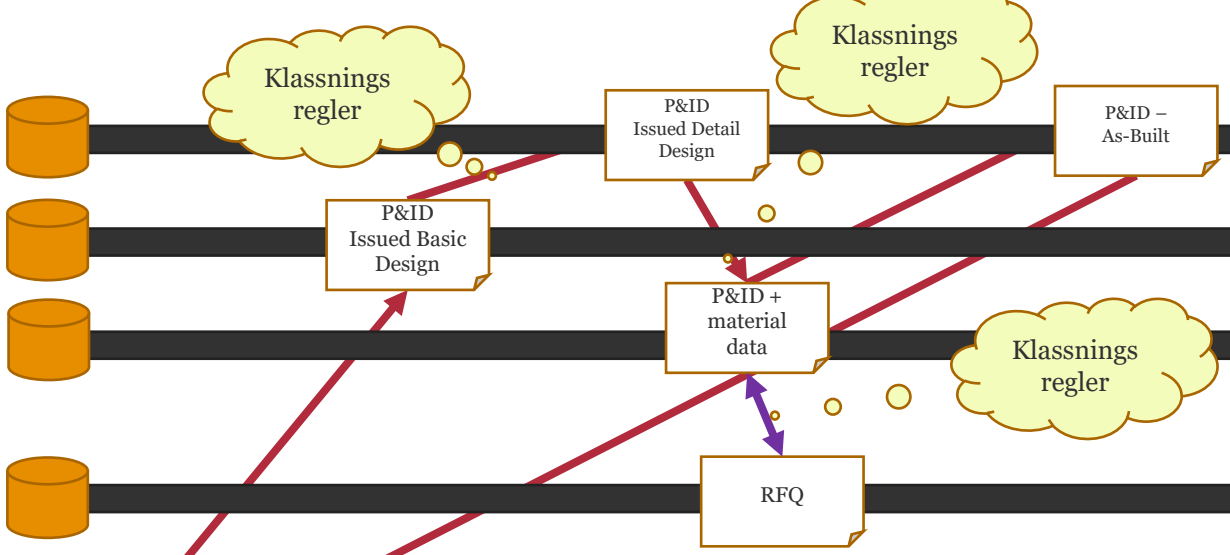 Klassnings
regler
Klassnings
regler
P&ID
Issued Detail
Design
P&ID –
As-Built
P&ID
Issued Basic
Design
P&ID +
material
data
Klassnings
regler
RFQ